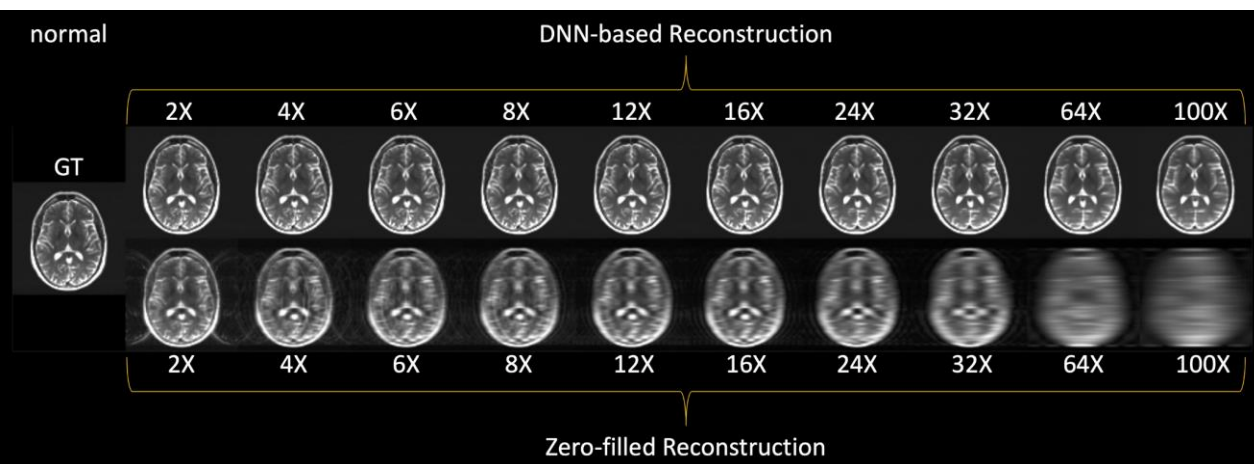 normal
DNN-based Reconstruction
2X 4X 6X 8X 12X 16X 24X 32X 64X 100X
GT
2X 4X 6X 8X 12X 16X 24X 32X 64X 100X
Zero-filled Reconstruction